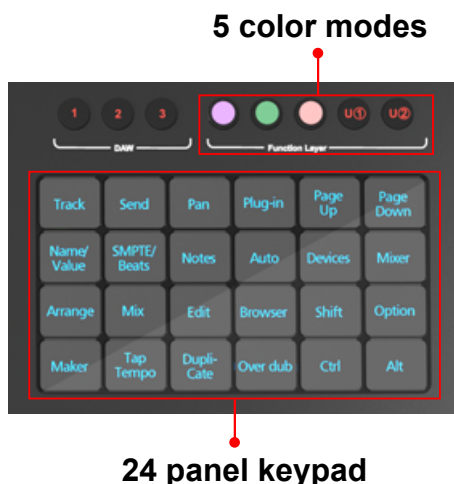 5 color modes
1 2 3 U① U②
DAW Function Layer
Track Send Pan Plug-in Page Up Page Down
Name/ Value SMPTE/ Beats Notes Auto Devices Mixer
Arrange Mix Edit Browser Shift Option
Maker Tap Tempo Dupli- Cate Over dub Ctrl Alt
24 panel keypad